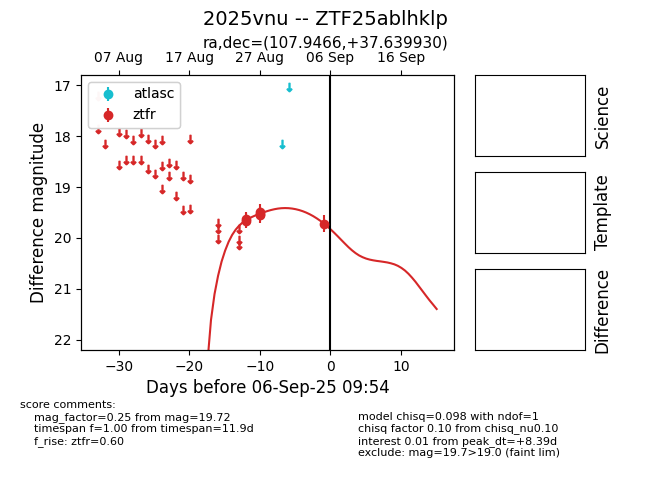 2025vnu -- ZTF25ablhklp
ra,dec=(107.9466,+37.639930)
07 Aug 17 Aug 27 Aug 06 Sep 16 Sep
atlasc
ztfr
17
18
19
20
21
22
Difference magnitude
−30 −20 −10 0 10
Days before 06-Sep-25 09:54
Science
Template
Difference
score comments:
mag_factor=0.25 from mag=19.72
timespan f=1.00 from timespan=11.9d
f_rise: ztfr=0.60
model chisq=0.098 with ndof=1
chisq factor 0.10 from chisq_nu0.10
interest 0.01 from peak_dt=+8.39d
exclude: mag=19.7>19.0 (faint lim)